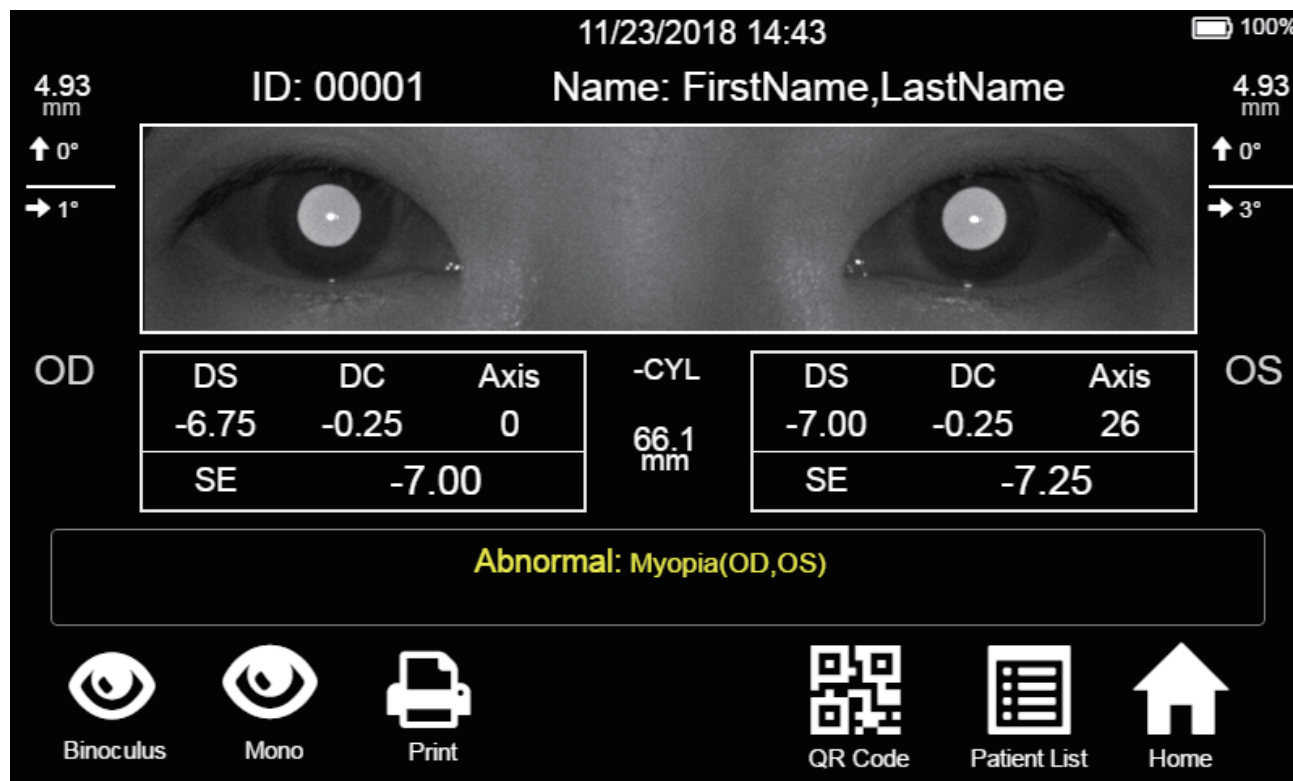 11/23/2018 14:43
100%
4.93
mm
ID: 00001
Name: FirstName,LastName
4.93
mm
0°
1°
0°
3°
OD
DS DC Axis
-6.75 -0.25 0
SE -7.00
-CYL
66.1
mm
DS DC Axis
-7.00 -0.25 26
SE -7.25
OS
Abnormal: Myopia(OD,OS)
Binoculus
Mono
Print
QR Code
Patient List
Home